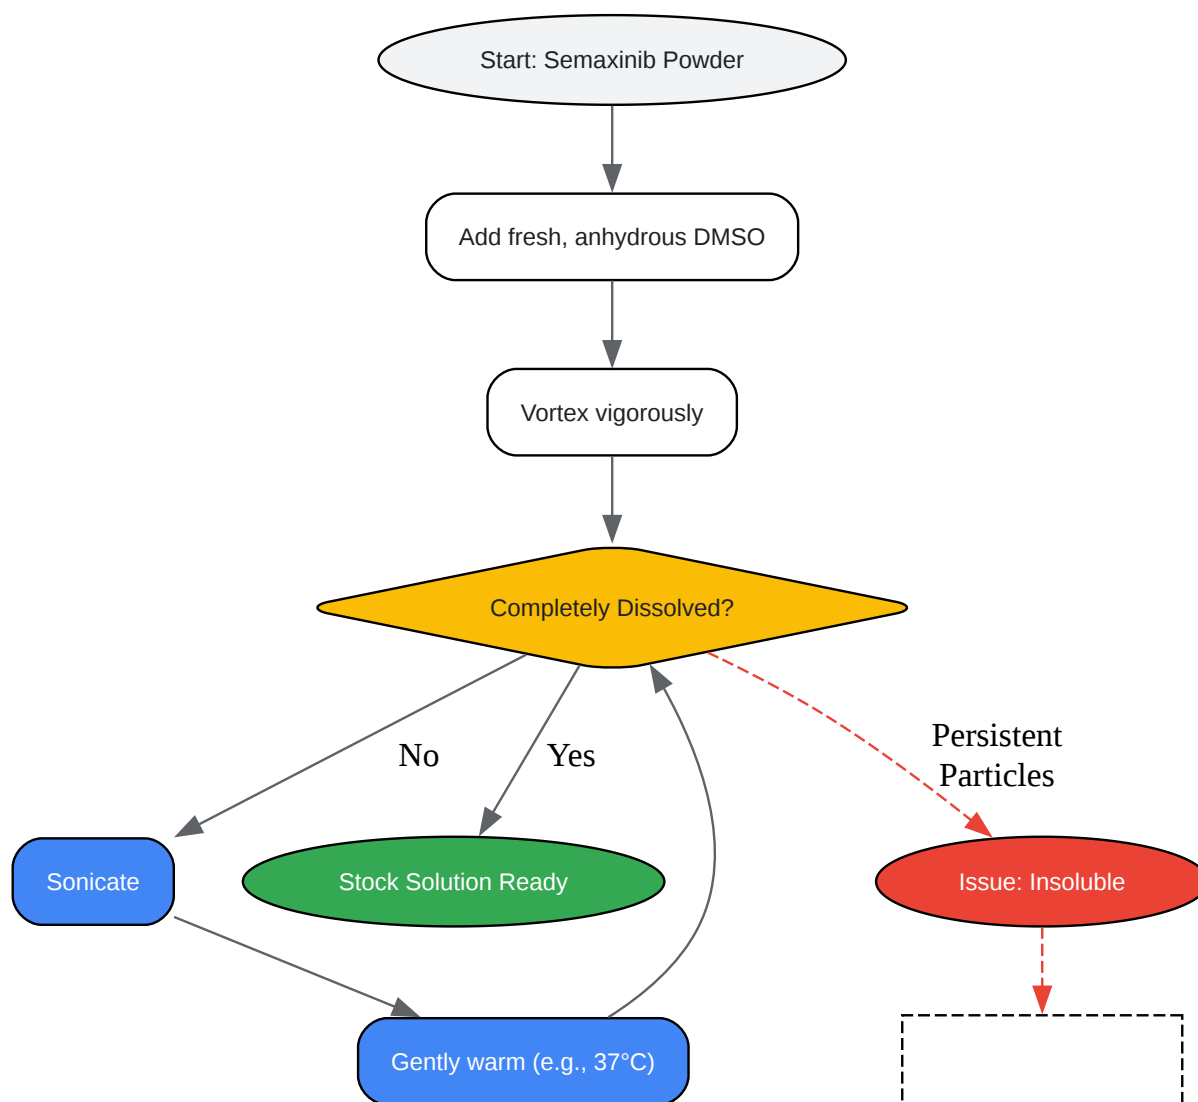 Start: Semaxinib Powder
Add fresh, anhydrous DMSO
Vortex vigorously
Completely Dissolved?
No
Yes
Persistent
Particles
Sonicate
Stock Solution Ready
Issue: Insoluble
Gently warm (e.g., 37°C)